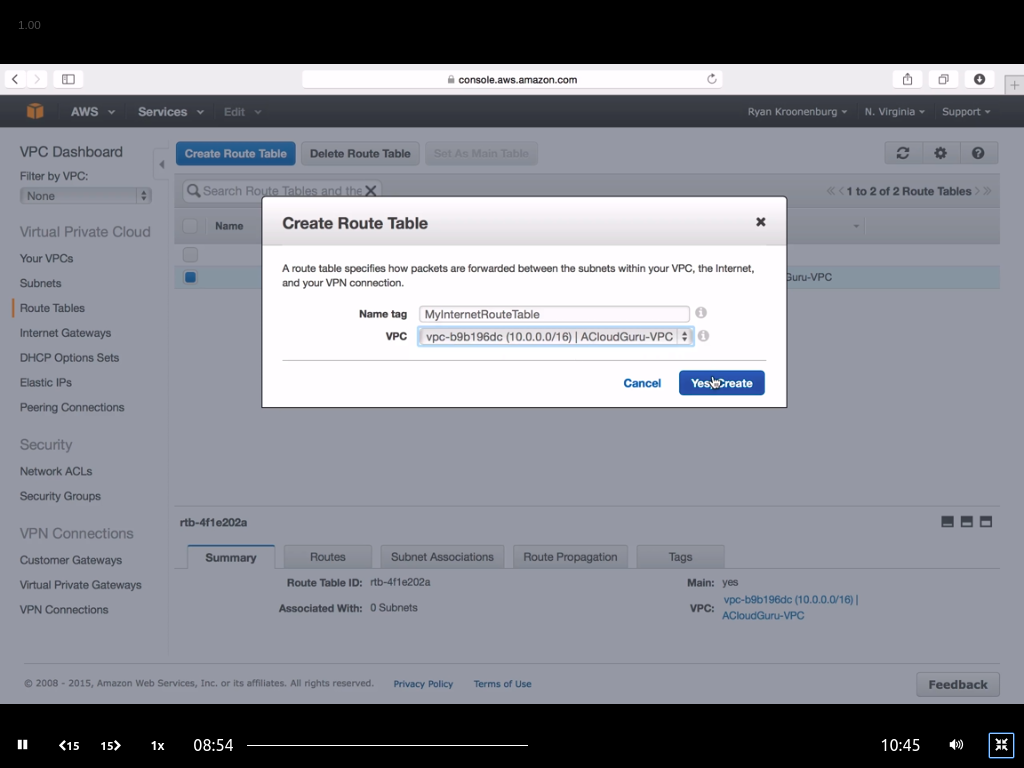 1.00
console.aws.amazon.com
AWS Services Edit Ryan Kroonenburg N. Virginia Support
VPC Dashboard
Filter by VPC:
None
Virtual Private Cloud
Your VPCs
Subnets
Route Tables
Internet Gateways
DHCP Options Sets
Elastic IPs
Peering Connections
Security
Network ACLs
Security Groups
VPN Connections
Customer Gateways
Virtual Private Gateways
VPN Connections
Create Route Table Delete Route Table Set As Main Table
Search Route Tables and the 1 to 2 of 2 Route Tables
Name
Guru-VPC
Create Route Table
A route table specifies how packets are forwarded between the subnets within your VPC, the Internet,
and your VPN connection.
Name tag MyInternetRouteTable
VPC vpc-b9b196dc (10.0.0.0/16) | ACloudGuru-VPC
Cancel Yes, Create
rtb-4f1e202a
Summary Routes Subnet Associations Route Propagation Tags
Route Table ID: rtb-4f1e202a Main: yes
Associated With: 0 Subnets VPC: vpc-b9b196dc (10.0.0.0/16) |
ACloudGuru-VPC
© 2008 - 2015, Amazon Web Services, Inc. or its affiliates. All rights reserved. Privacy Policy Terms of Use Feedback
15 15 1x 08:54 10:45